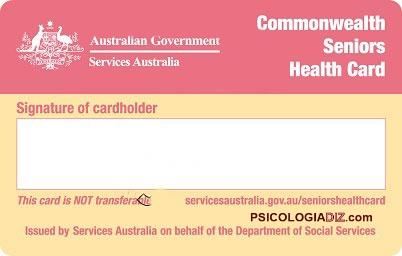 Australian Government
Services Australia
Commonwealth
Seniors
Health Card
Signature of cardholder
This card is NOT transferable
servicesaustralia.gov.au/seniorshealthcard
PSICOLOGIADIZ.com
Issued by Services Australia on behalf of the Department of Social Services